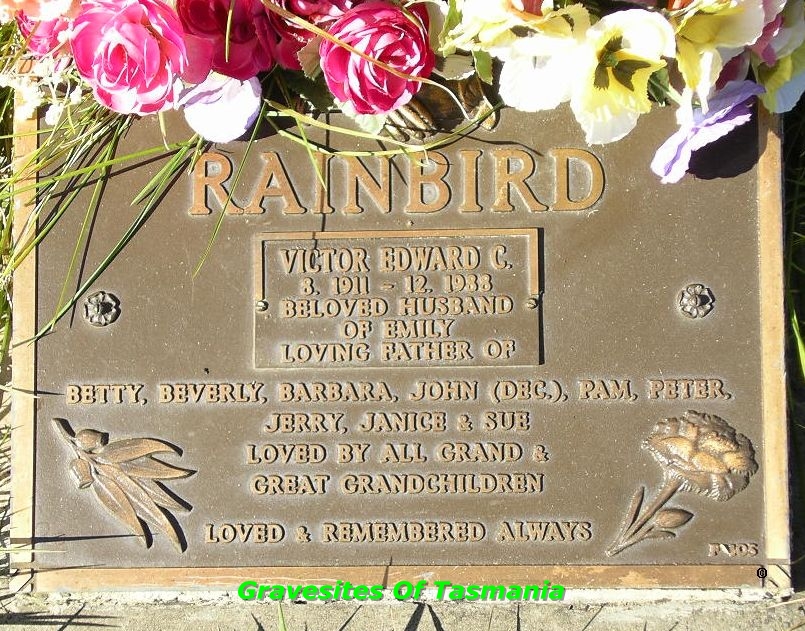 RAINBIRD
VICTOR EDWARD C.
8. 1911 - 12. 1988
BELOVED HUSBAND
OF EMILY
LOVING FATHER OF
BETTY, BEVERLY, BARBARA, JOHN (DEC.), PAM, PETER,
JERRY, JANICE & SUE
LOVED BY ALL GRAND &
GREAT GRANDCHILDREN
LOVED & REMEMBERED ALWAYS
Gravesites Of Tasmania